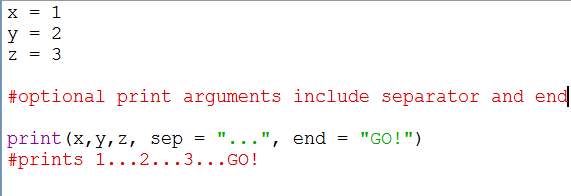 x = 1
y = 2
z = 3
#optional print arguments include separator and end
print(x,y,z, sep = "...", end = "GO!")
#prints 1...2...3...GO!